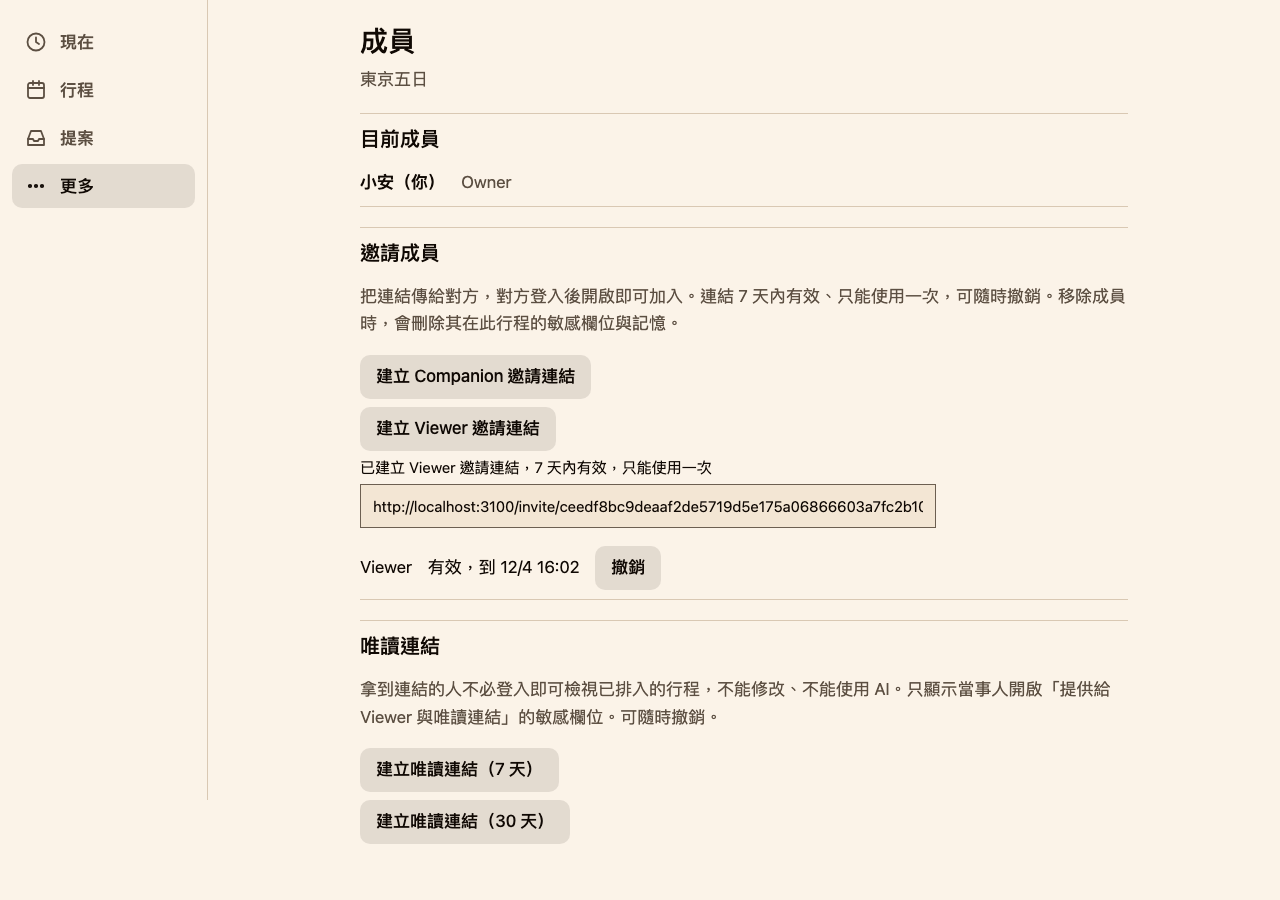 現在
行程
提案
更多
成員
東京五日
目前成員
小安（你） Owner
邀請成員
把連結傳給對方，對方登入後開啟即可加入。連結 7 天內有效、只能使用一次，可隨時撤銷。移除成員
時，會刪除其在此行程的敏感欄位與記憶。
建立 Companion 邀請連結
建立 Viewer 邀請連結
已建立 Viewer 邀請連結，7 天內有效，只能使用一次
http://localhost:3100/invite/ceedf8bc9deaaf2de5719d5e175a06866603a7fc2b10
Viewer 有效，到 12/4 16:02 撤銷
唯讀連結
拿到連結的人不必登入即可檢視已排入的行程，不能修改、不能使用 AI。只顯示當事人開啟「提供給
Viewer 與唯讀連結」的敏感欄位。可隨時撤銷。
建立唯讀連結（7 天）
建立唯讀連結（30 天）